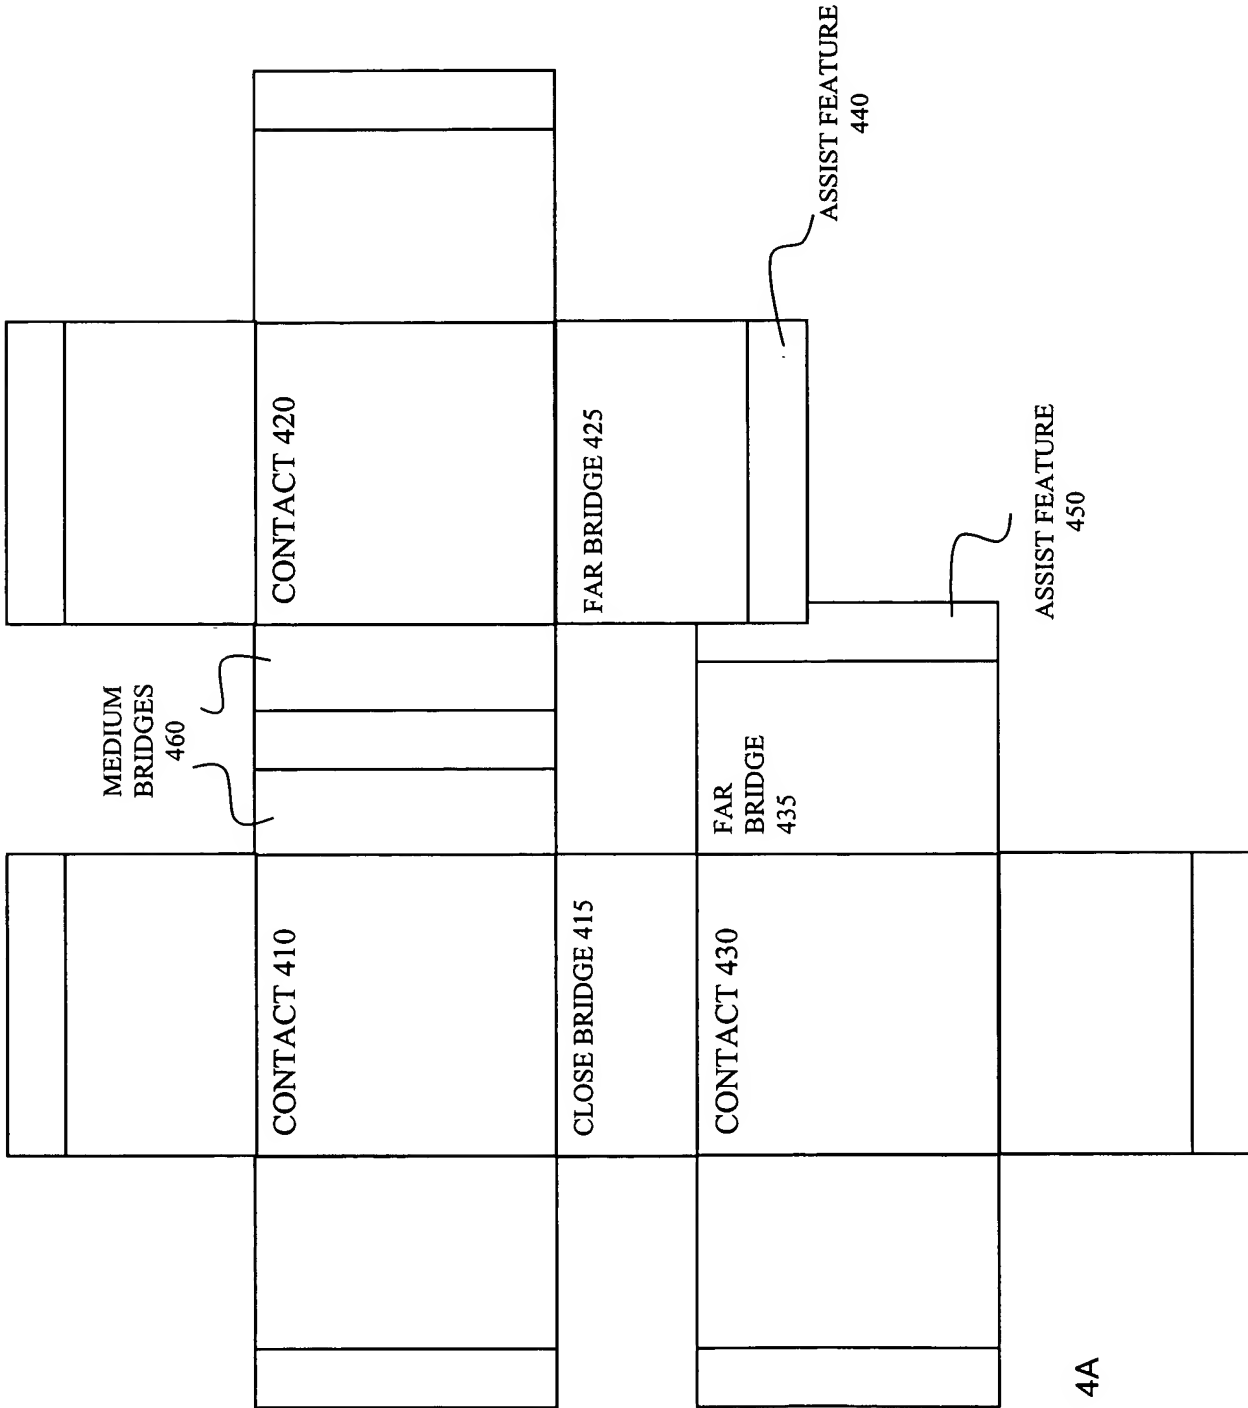 MEDIUM
BRIDGES
460
CONTACT 410
CONTACT 420
CLOSE BRIDGE 415
FAR BRIDGE 425
CONTACT 430
FAR
BRIDGE
435
ASSIST FEATURE
440
ASSIST FEATURE
450
4A